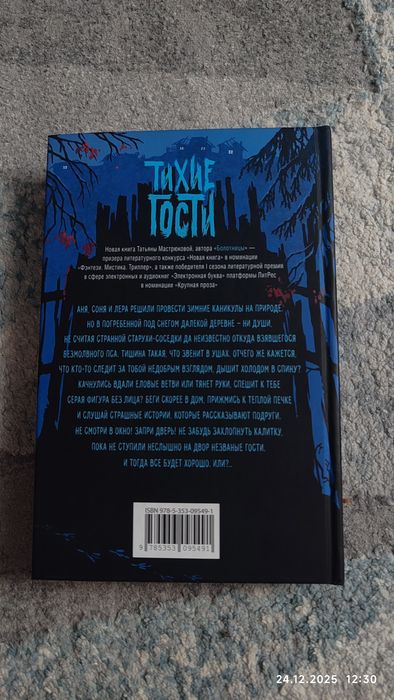 ТИХИЕ
ГОСТИ
Новая книга Татьяны Мастрюковой, автора «Болотницы» —
призера литературного конкурса «Новая книга» в номинации
«Фэнтези. Мистика. Триллер», а также победителя I сезона литературной премии
в сфере электронных и аудиокниг «Электронная буква» платформы ЛитРес
в номинации «Крупная проза»
АНЯ, СОНЯ И ЛЕРА РЕШИЛИ ПРОВЕСТИ ЗИМНИЕ КАНИКУЛЫ НА ПРИРОДЕ.
НО В ПОГРЕБЕННОЙ ПОД СНЕГОМ ДАЛЕКОЙ ДЕРЕВНЕ – НИ ДУШИ,
НЕ СЧИТАЯ СТРАННОЙ СТАРУХИ-СОСЕДКИ ДА НЕИЗВЕСТНО ОТКУДА ВЗЯВШЕГОСЯ
БЕЗМОЛВНОГО ПСА. ТИШИНА ТАКАЯ, ЧТО ЗВЕНИТ В УШАХ. ОТЧЕГО ЖЕ КАЖЕТСЯ,
ЧТО КТО-ТО СЛЕДИТ ЗА ТОБОЙ НЕДОБРЫМ ВЗГЛЯДОМ, ДЫШИТ ХОЛОДОМ В СПИНУ?
КАЧНУЛИСЬ ВДАЛИ ЕЛОВЫЕ ВЕТВИ ИЛИ ТЯНЕТ РУКИ, СПЕШИТ К ТЕБЕ
СЕРАЯ ФИГУРА БЕЗ ЛИЦА? БЕГИ СКОРЕЕ В ДОМ, ПРИЖМИСЬ К ТЕПЛОЙ ПЕЧКЕ
И СЛУШАЙ СТРАШНЫЕ ИСТОРИИ, КОТОРЫЕ РАССКАЗЫВАЮТ ПОДРУГИ.
НЕ СМОТРИ В ОКНО! ЗАПРИ ДВЕРЬ! НЕ ЗАБУДЬ ЗАХЛОПНУТЬ КАЛИТКУ,
ПОКА НЕ СТУПИЛИ НЕСЛЫШНО НА ДВОР НЕЗВАНЫЕ ГОСТИ.
И ТОГДА ВСЕ БУДЕТ ХОРОШО. ИЛИ?..
ISBN 978-5-353-09549-1
9 785353 095491
24.12.2025 12:30